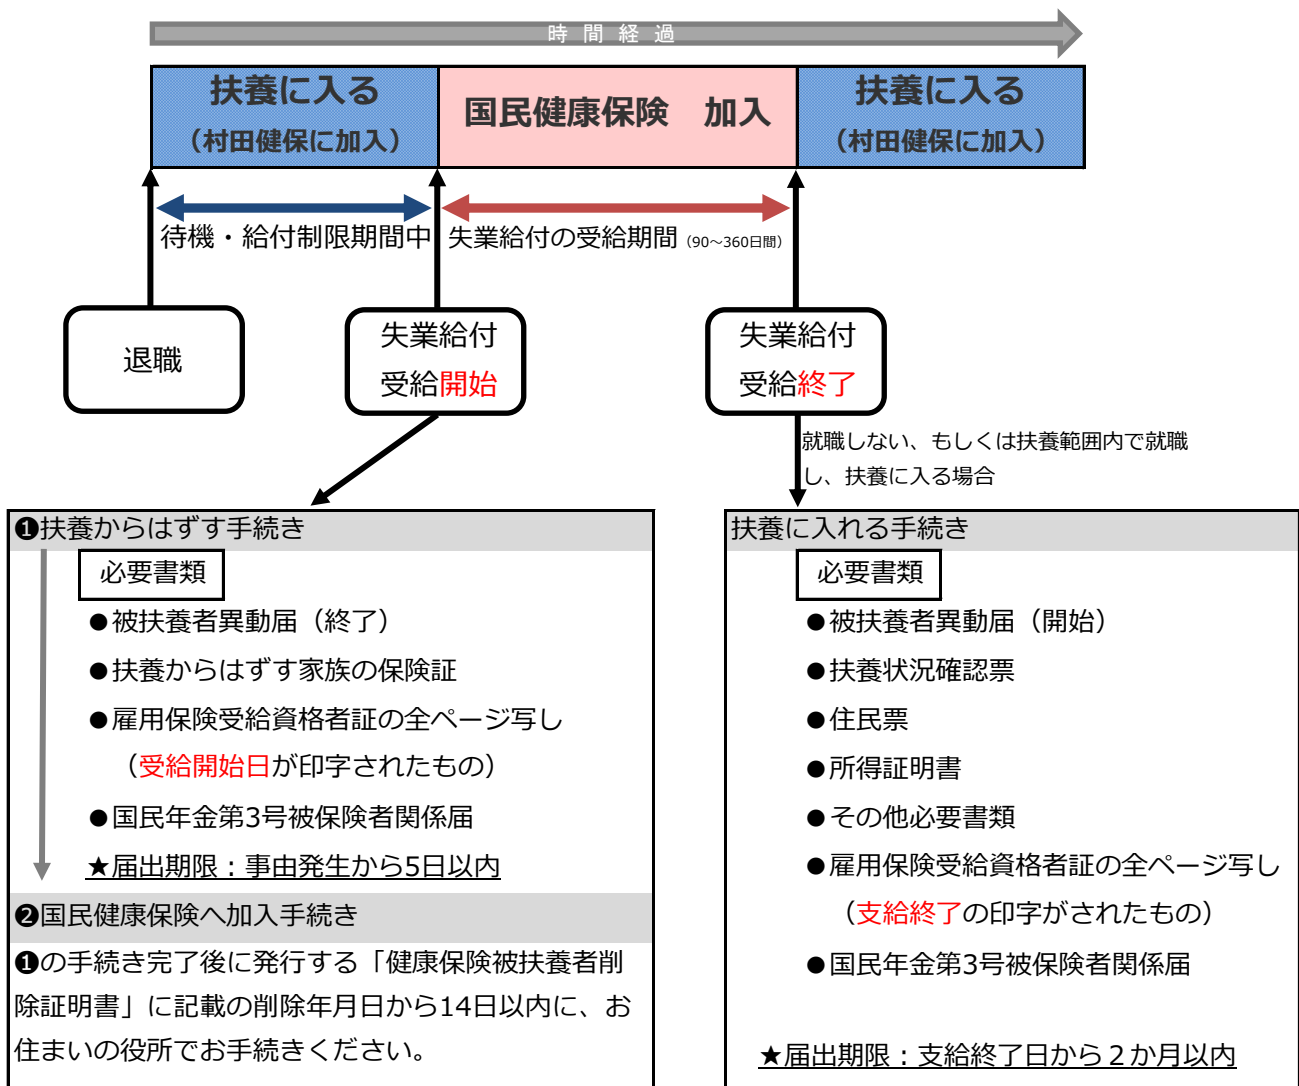 時間経過
扶養に入る
（村田健保に加入）
国民健康保険　加入
扶養に入る
（村田健保に加入）
待機・給付制限期間中
失業給付の受給期間（90～360日間）
退職
失業給付
受給開始
失業給付
受給終了
就職しない、もしくは扶養範囲内で就職
し、扶養に入る場合
❶扶養からはずす手続き
必要書類
●被扶養者異動届（終了）
●扶養からはずす家族の保険証
●雇用保険受給資格者証の全ページ写し
（受給開始日が印字されたもの）
●国民年金第3号被保険者関係届
★届出期限：事由発生から5日以内
❷国民健康保険へ加入手続き
❶の手続き完了後に発行する「健康保険被扶養者削
除証明書」に記載の削除年月日から14日以内に、お
住まいの役所でお手続きください。
扶養に入れる手続き
必要書類
●被扶養者異動届（開始）
●扶養状況確認票
●住民票
●所得証明書
●その他必要書類
●雇用保険受給資格者証の全ページ写し
（支給終了の印字がされたもの）
●国民年金第3号被保険者関係届
★届出期限：支給終了日から２か月以内